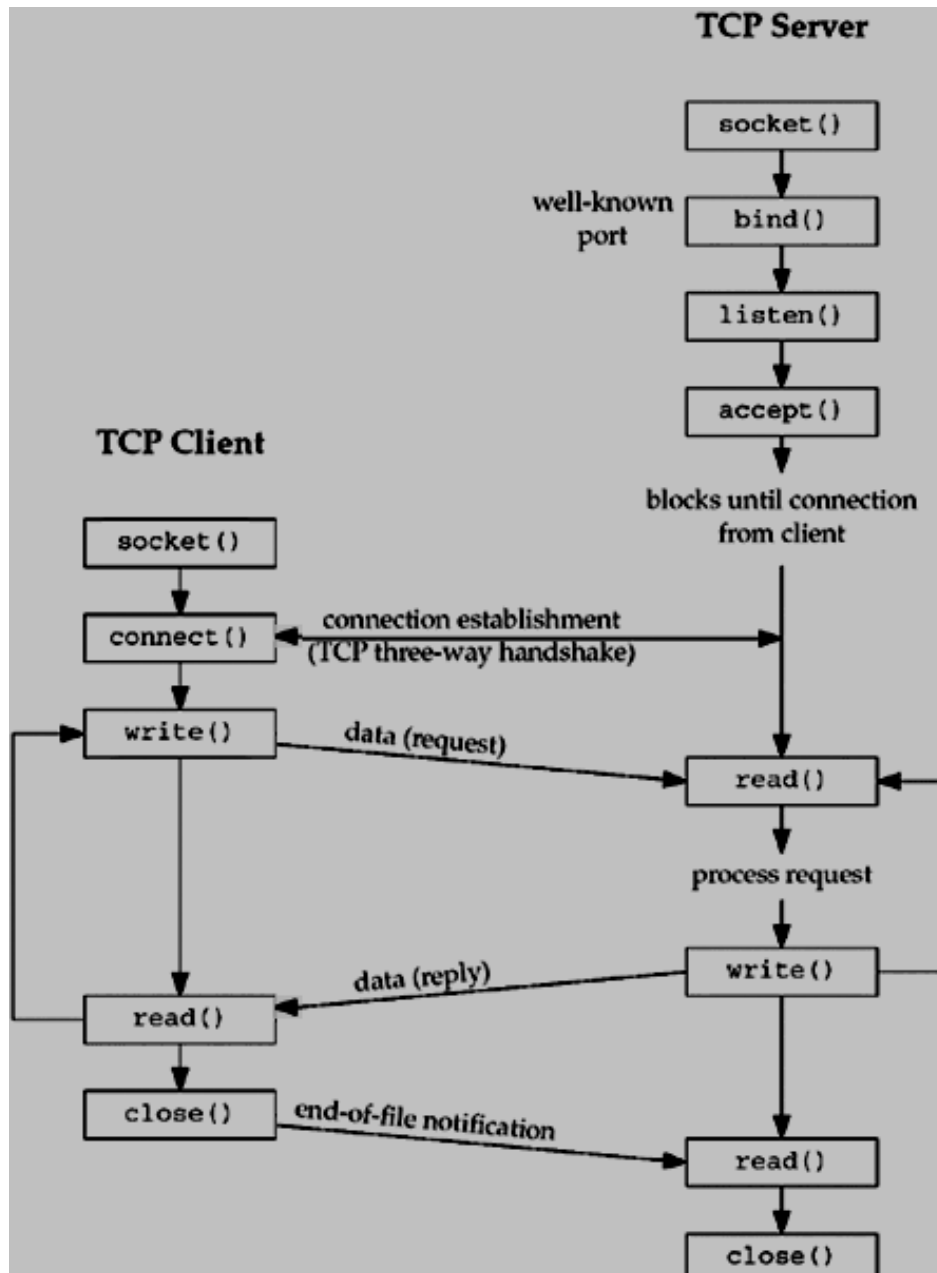 TCP Server
socket()
well-known
port
bind()
listen()
accept()
TCP Client
blocks until connection
from client
socket()
connect()
connection establishment
(TCP three-way handshake)
write()
data (request)
read()
process request
write()
data (reply)
read()
close()
end-of-file notification
read()
close()